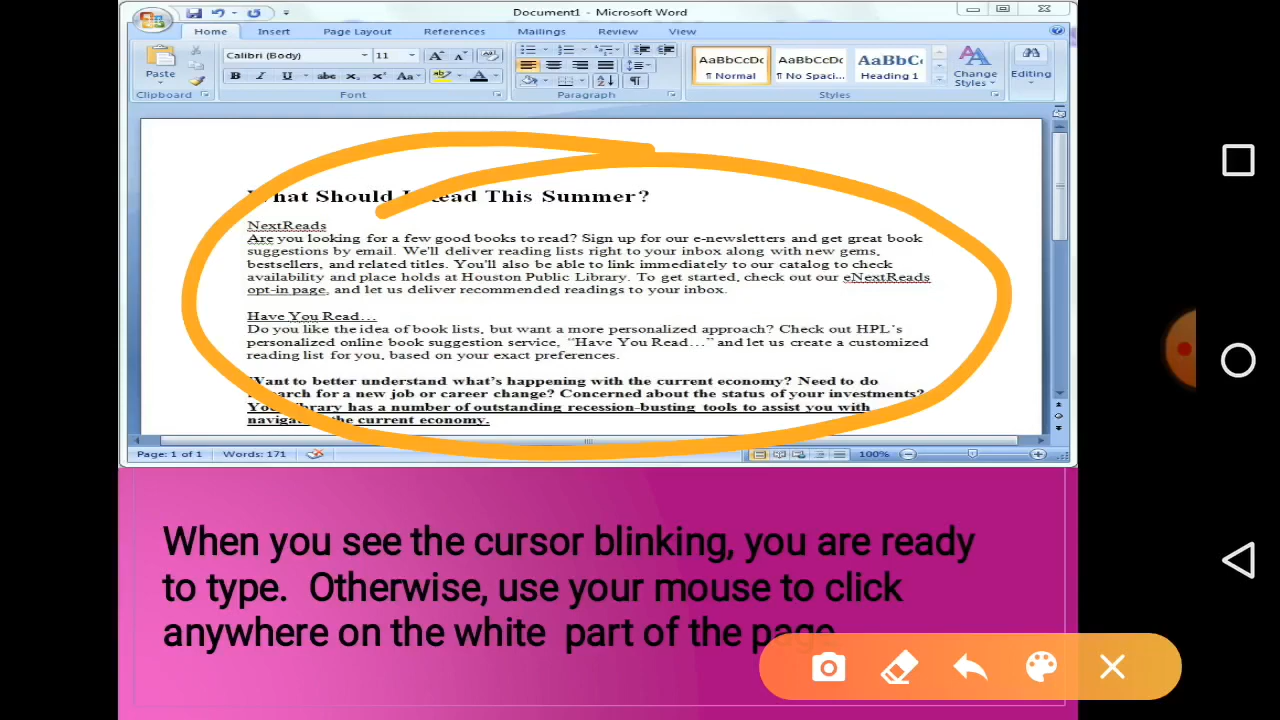 Document1 - Microsoft Word
Home Insert Page Layout References Mailings Review View
Calibri (Body) 11
AaBbCcDc AaBbCcDc AaBbC
Paste ¶ Normal ¶ No Spaci... Heading 1 Change Styles Editing
Clipboard Font Paragraph Styles
What Should I Read This Summer?
NextReads
Are you looking for a few good books to read? Sign up for our e-newsletters and get great book
suggestions by email. We'll deliver reading lists right to your inbox along with new gems,
bestsellers, and related titles. You'll also be able to link immediately to our catalog to check
availability and place holds at Houston Public Library. To get started, check out our eNextReads
opt-in page, and let us deliver recommended readings to your inbox.
Have You Read...
Do you like the idea of book lists, but want a more personalized approach? Check out HPL's
personalized online book suggestion service, "Have You Read..." and let us create a customized
reading list for you, based on your exact preferences.
Want to better understand what's happening with the current economy? Need to do
search for a new job or career change? Concerned about the status of your investments?
Your library has a number of outstanding recession-busting tools to assist you with
the current economy.
Page: 1 of 1 Words: 171 100%
When you see the cursor blinking, you are ready
to type. Otherwise, use your mouse to click
anywhere on the white part of the page